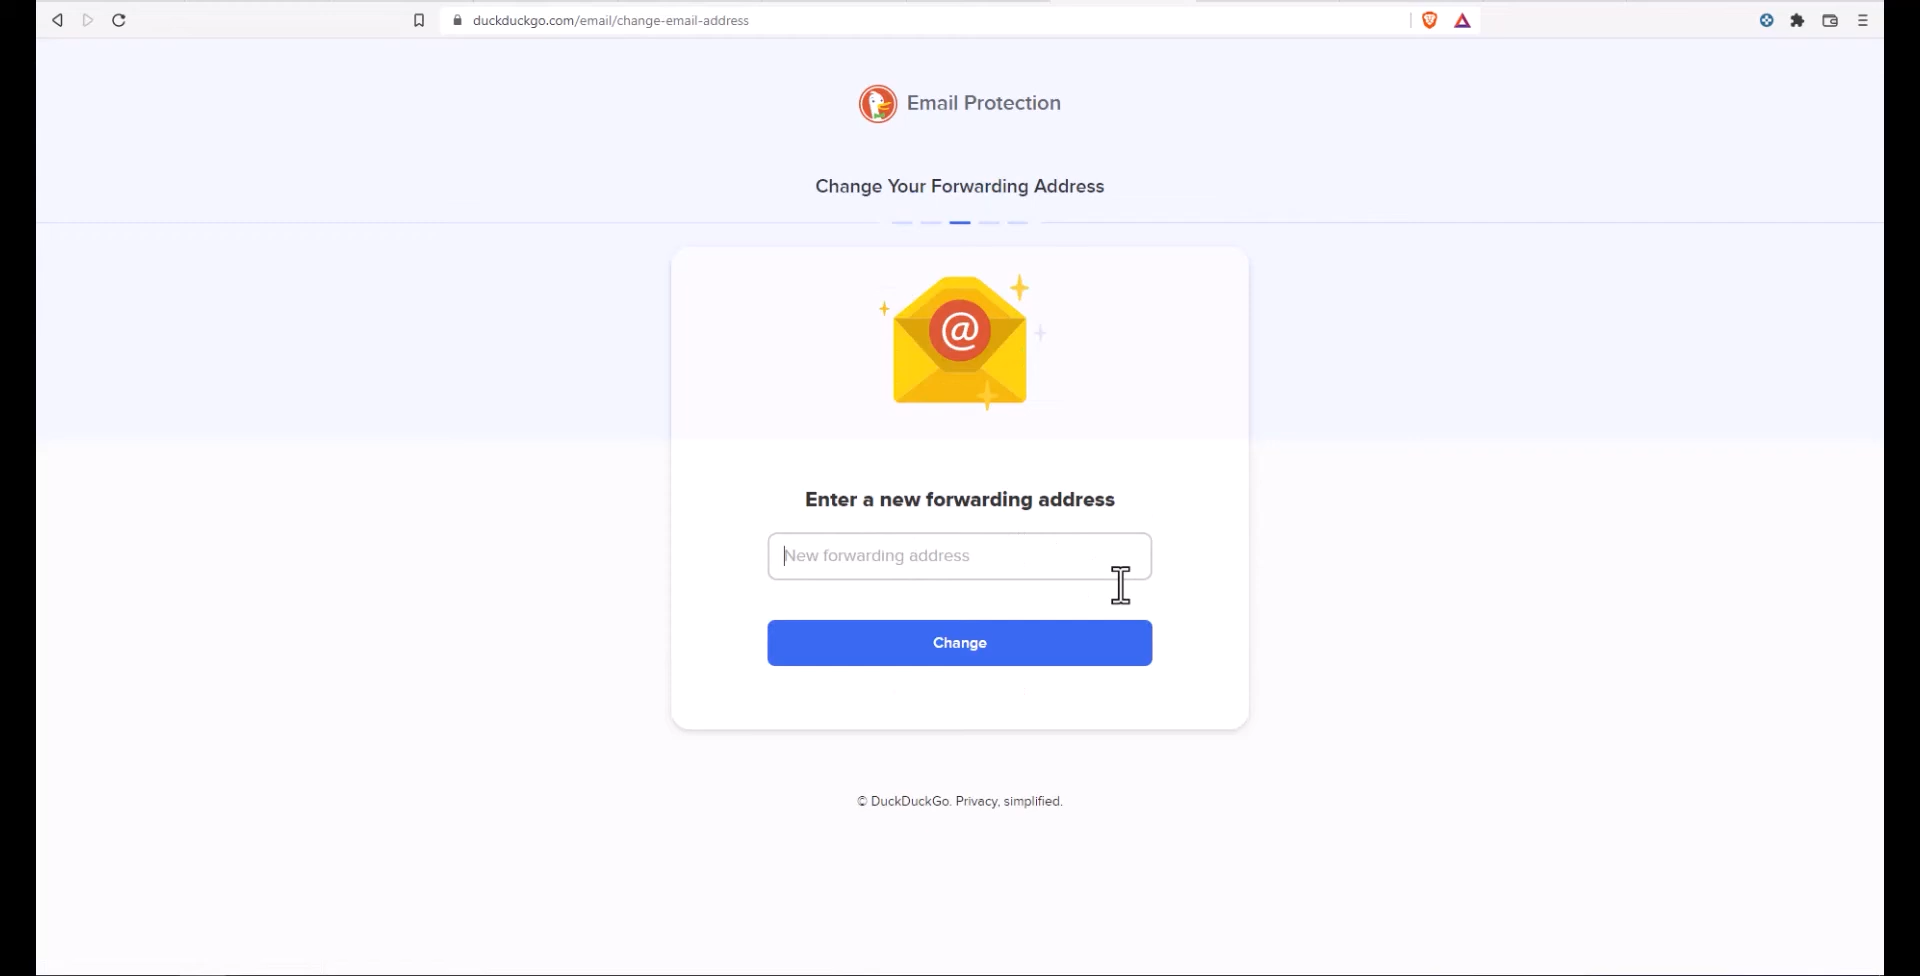 duckduckgo.com/email/change-email-address
Email Protection
Change Your Forwarding Address
@
Enter a new forwarding address
New forwarding address
Change
© DuckDuckGo. Privacy, simplified.